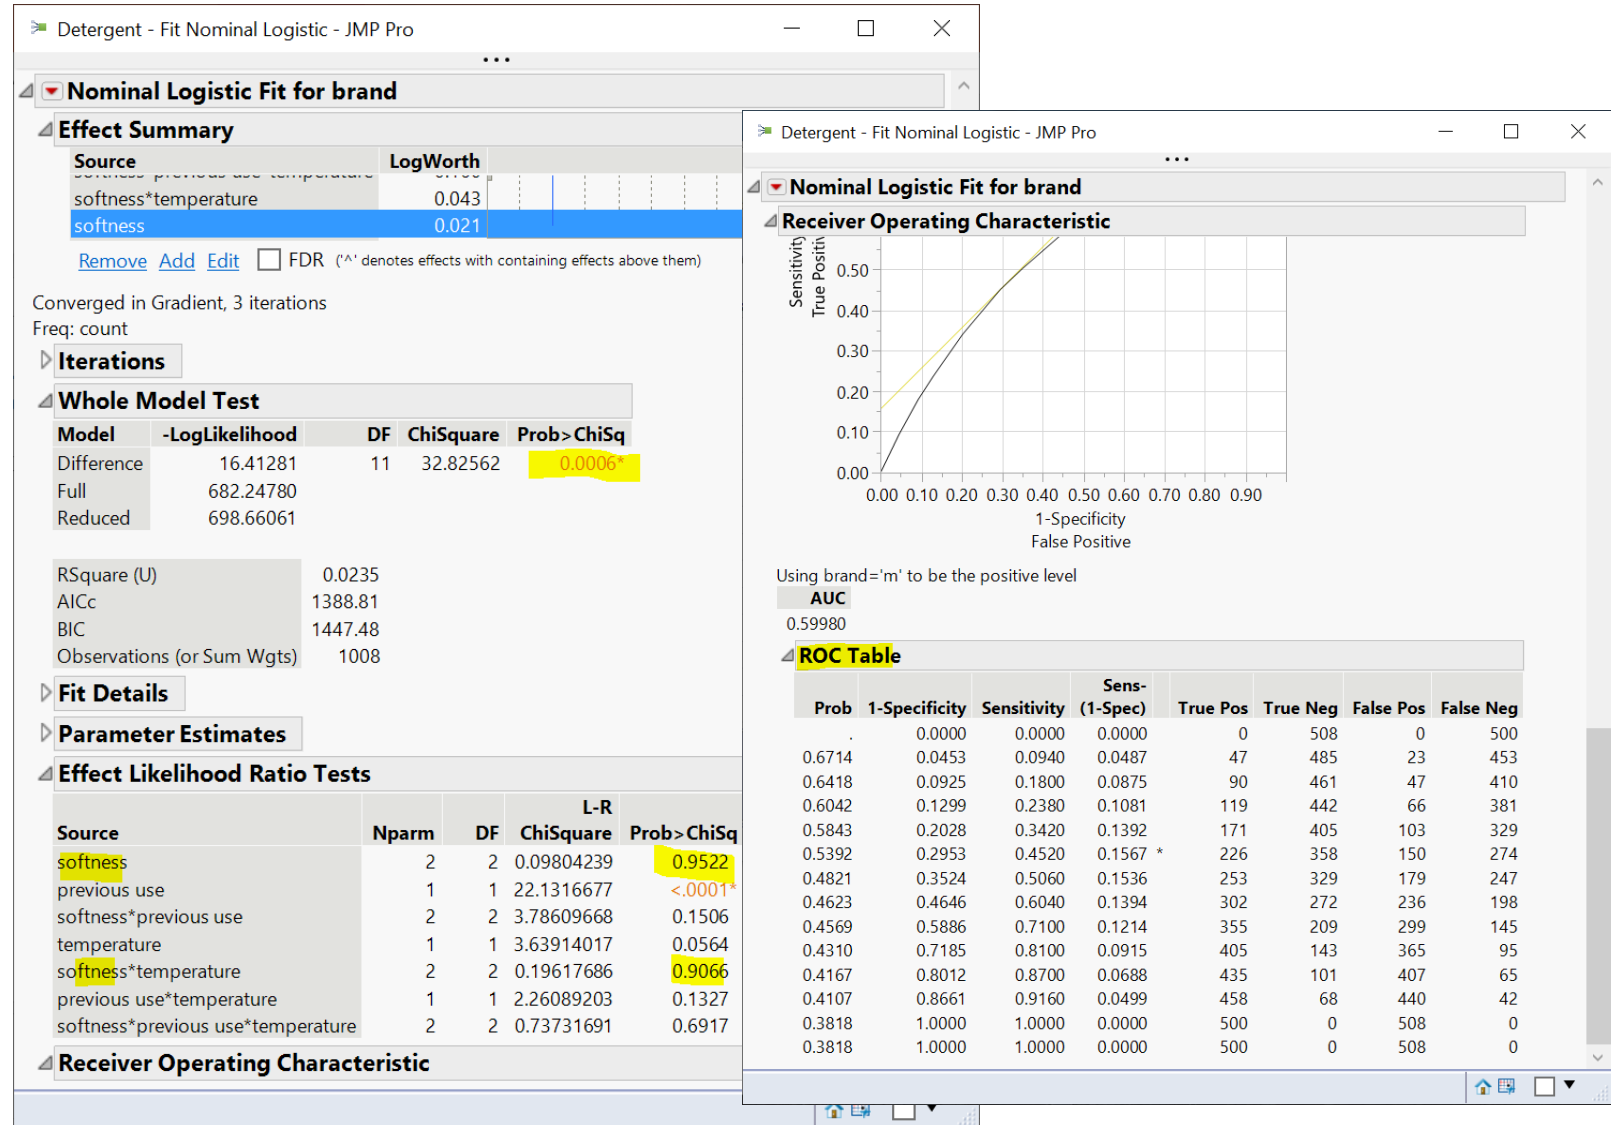 Detergent - Fit Nominal Logistic - JMP Pro
Nominal Logistic Fit for brand
Effect Summary
Source LogWorth
softness*temperature 0.043
softness 0.021
Remove Add Edit FDR ('^' denotes effects with containing effects above them)
Converged in Gradient, 3 iterations
Freq: count
Iterations
Whole Model Test
Model -LogLikelihood DF ChiSquare Prob>ChiSq
Difference 16.41281 11 32.82562 0.0006*
Full 682.24780
Reduced 698.66061
RSquare (U) 0.0235
AICc 1388.81
BIC 1447.48
Observations (or Sum Wgts) 1008
Fit Details
Parameter Estimates
Effect Likelihood Ratio Tests
L-R
Source Nparm DF ChiSquare Prob>ChiSq
softness 2 2 0.09804239 0.9522
previous use 1 1 22.1316677 <.0001*
softness*previous use 2 2 3.78609668 0.1506
temperature 1 1 3.63914017 0.0564
softness*temperature 2 2 0.19617686 0.9066
previous use*temperature 1 1 2.26089203 0.1327
softness*previous use*temperature 2 2 0.73731691 0.6917
Receiver Operating Characteristic
Detergent - Fit Nominal Logistic - JMP Pro
Nominal Logistic Fit for brand
Receiver Operating Characteristic
Sensitivity
True Positi
0.50
0.40
0.30
0.20
0.10
0.00
0.00 0.10 0.20 0.30 0.40 0.50 0.60 0.70 0.80 0.90
1-Specificity
False Positive
Using brand='m' to be the positive level
AUC
0.59980
ROC Table
Sens-
Prob 1-Specificity Sensitivity (1-Spec) True Pos True Neg False Pos False Neg
. 0.0000 0.0000 0.0000 0 508 0 500
0.6714 0.0453 0.0940 0.0487 47 485 23 453
0.6418 0.0925 0.1800 0.0875 90 461 47 410
0.6042 0.1299 0.2380 0.1081 119 442 66 381
0.5843 0.2028 0.3420 0.1392 171 405 103 329
0.5392 0.2953 0.4520 0.1567 * 226 358 150 274
0.4821 0.3524 0.5060 0.1536 253 329 179 247
0.4623 0.4646 0.6040 0.1394 302 272 236 198
0.4569 0.5886 0.7100 0.1214 355 209 299 145
0.4310 0.7185 0.8100 0.0915 405 143 365 95
0.4167 0.8012 0.8700 0.0688 435 101 407 65
0.4107 0.8661 0.9160 0.0499 458 68 440 42
0.3818 1.0000 1.0000 0.0000 500 0 508 0
0.3818 1.0000 1.0000 0.0000 500 0 508 0